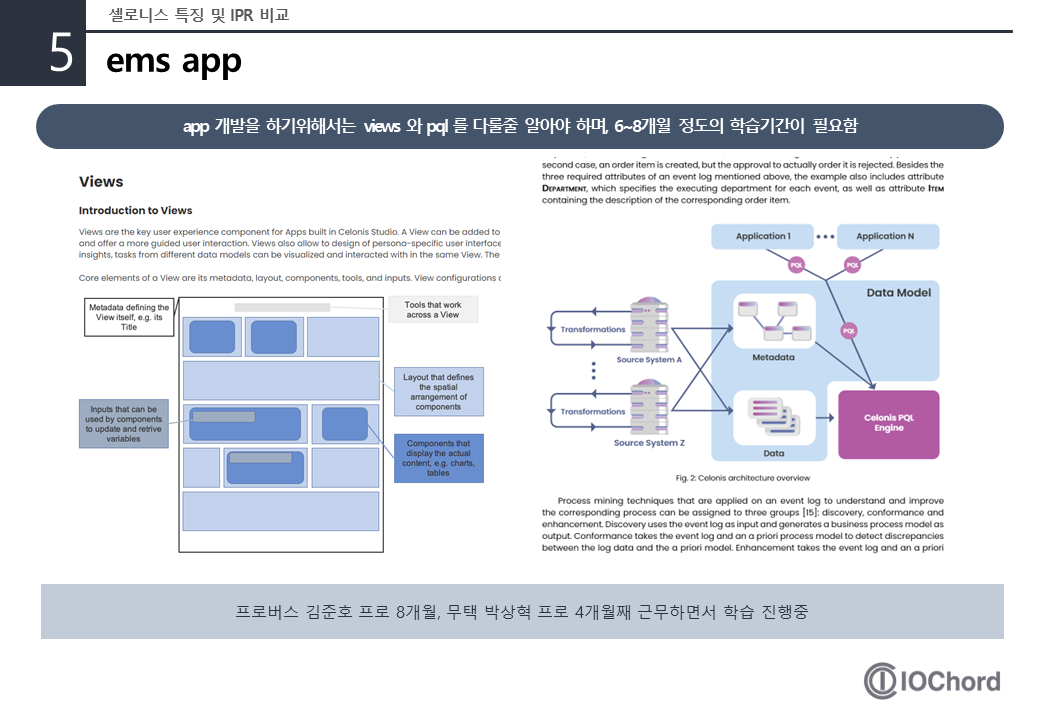 셀로니스 특징 및 IPR 비교
5
ems app
app 개발을 하기위해서는 views 와 pql 를 다룰줄 알아야 하며, 6~8개월 정도의 학습기간이 필요함
Views
Introduction to Views
Views are the key user experience component for Apps built in Celonis Studio. A View can be added to
and offer a more guided user interaction. Views also allow to design of persona-specific user interface
insights, tasks from different data models can be visualized and interacted with in the same View. The
Core elements of a View are its metadata, layout, components, tools, and inputs. View configurations
Metadata defining the
View itself, e.g. its
Title
Tools that work
across a View
Layout that defines
the spatial
arrangement of
components
Inputs that can be
used by components
to update and retrive
variables
Components that
display the actual
content, e.g. charts,
tables
second case, an order item is created, but the approval to actually order it is rejected. Besides the
three required attributes of an event log mentioned above, the example also includes attribute
DEPARTMENT, which specifies the executing department for each event, as well as attribute ITEM
containing the description of the corresponding order item.
Application 1
Application N
PQL
PQL
Data Model
Transformations
Source System A
Metadata
PQL
Transformations
Source System Z
Data
Celonis PQL
Engine
Fig. 2: Celonis architecture overview
Process mining techniques that are applied on an event log to understand and improve
the corresponding process can be assigned to three groups [15]: discovery, conformance and
enhancement. Discovery uses the event log as input and generates a business process model as
output. Conformance takes the event log and an a priori process model to detect discrepancies
between the log data and the a priori model. Enhancement takes the event log and an a priori
프로버스 김준호 프로 8개월, 무택 박상혁 프로 4개월째 근무하면서 학습 진행중
IOChord